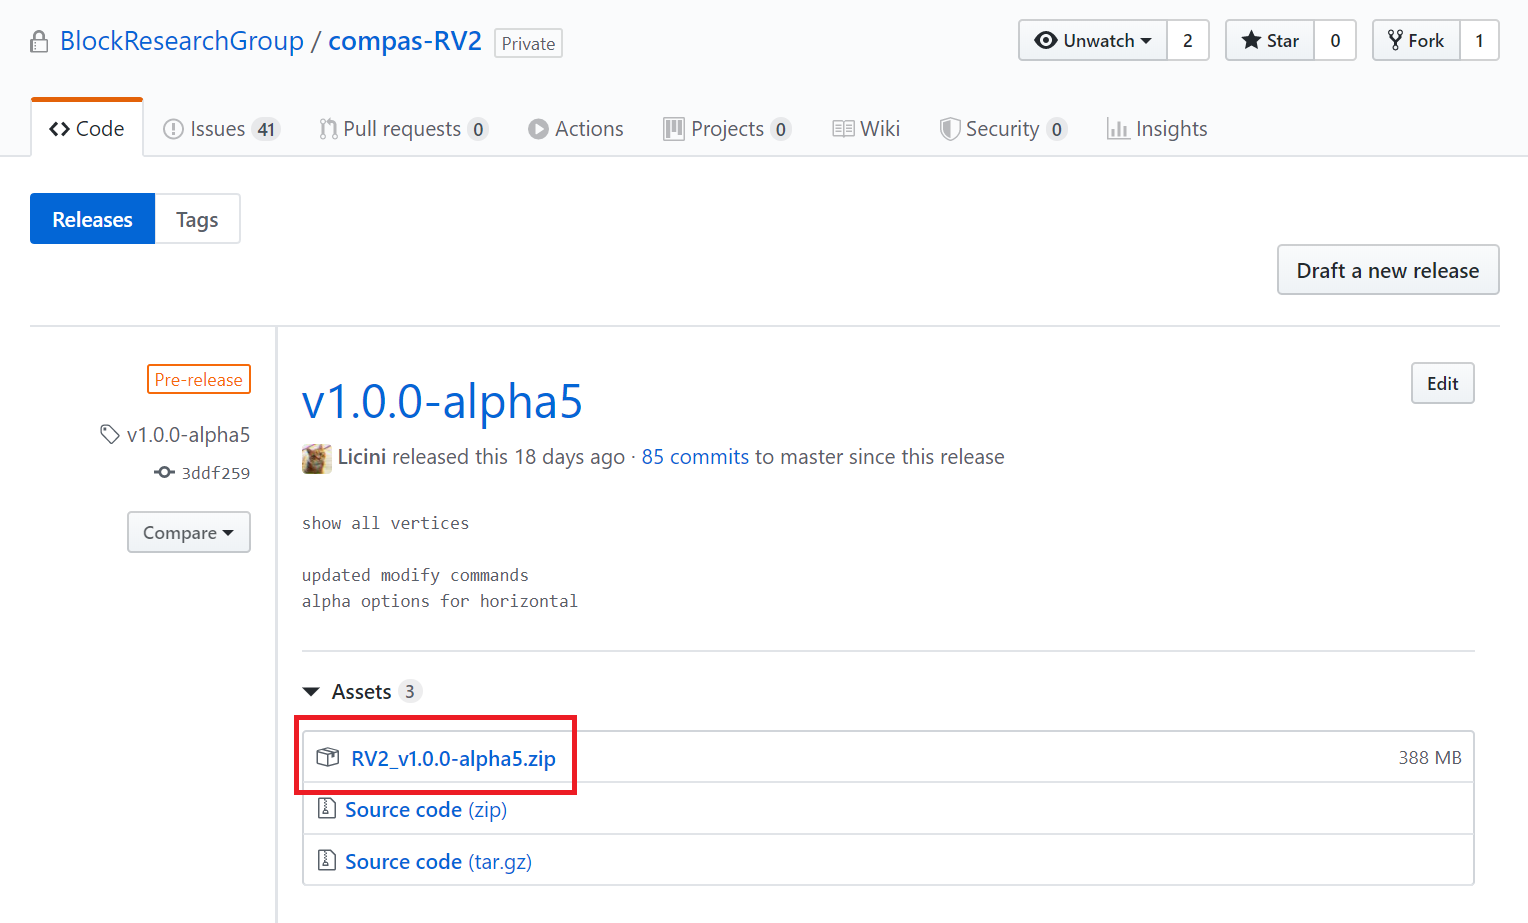 BlockResearchGroup / compas-RV2 Private
Unwatch 2 Star 0 Fork 1
Code Issues 41 Pull requests 0 Actions Projects 0 Wiki Security 0 Insights
Releases Tags
Draft a new release
Pre-release
v1.0.0-alpha5
3ddf259
Compare
v1.0.0-alpha5
Edit
Licini released this 18 days ago · 85 commits to master since this release
show all vertices
updated modify commands
alpha options for horizontal
Assets 3
RV2_v1.0.0-alpha5.zip 388 MB
Source code (zip)
Source code (tar.gz)